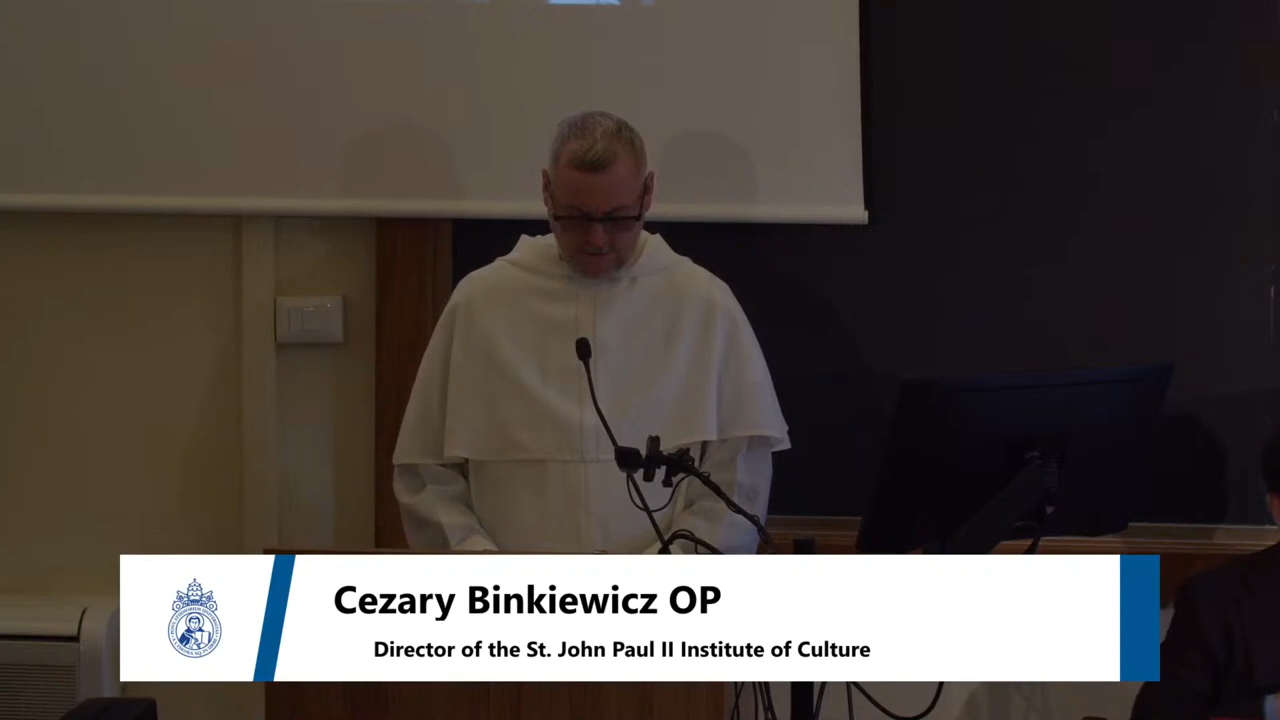 Cezary Binkiewicz OP
Director of the St. John Paul II Institute of Culture